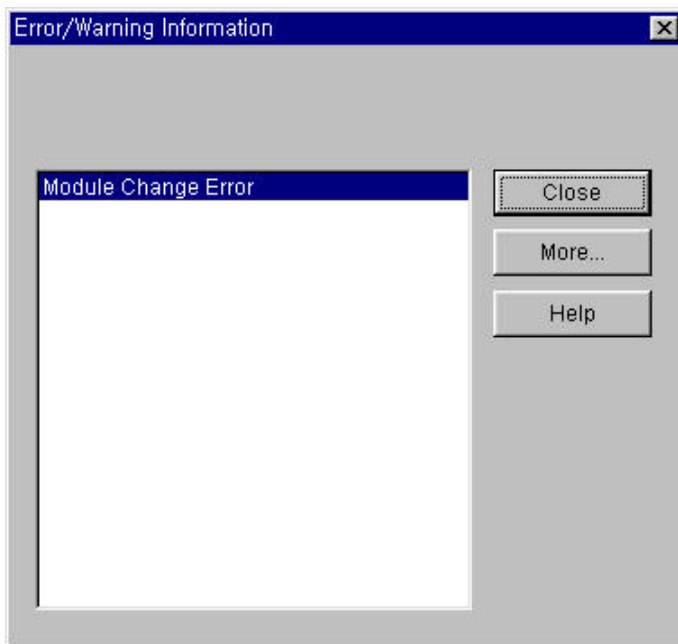 Error/Warning Information
Module Change Error
Close
More...
Help